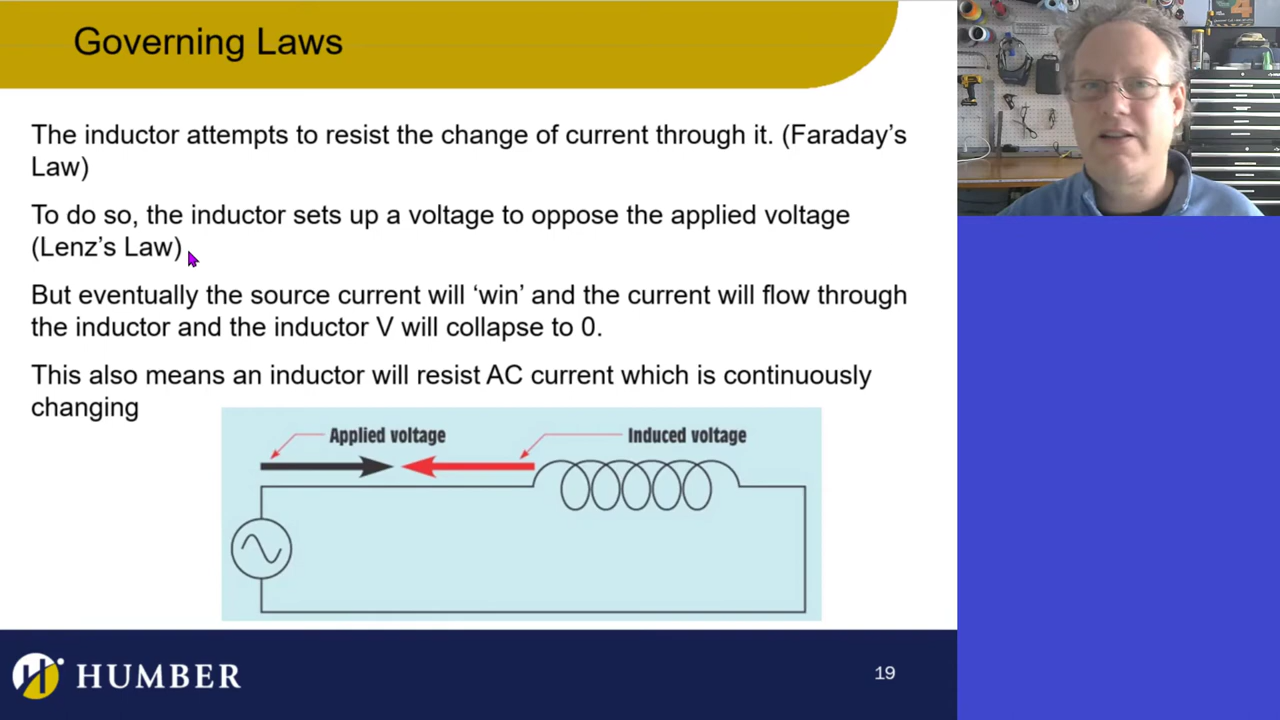 Governing Laws
The inductor attempts to resist the change of current through it. (Faraday’s
Law)
To do so, the inductor sets up a voltage to oppose the applied voltage
(Lenz’s Law)
But eventually the source current will ‘win’ and the current will flow through
the inductor and the inductor V will collapse to 0.
This also means an inductor will resist AC current which is continuously
changing
Applied voltage
Induced voltage
HUMBER
19